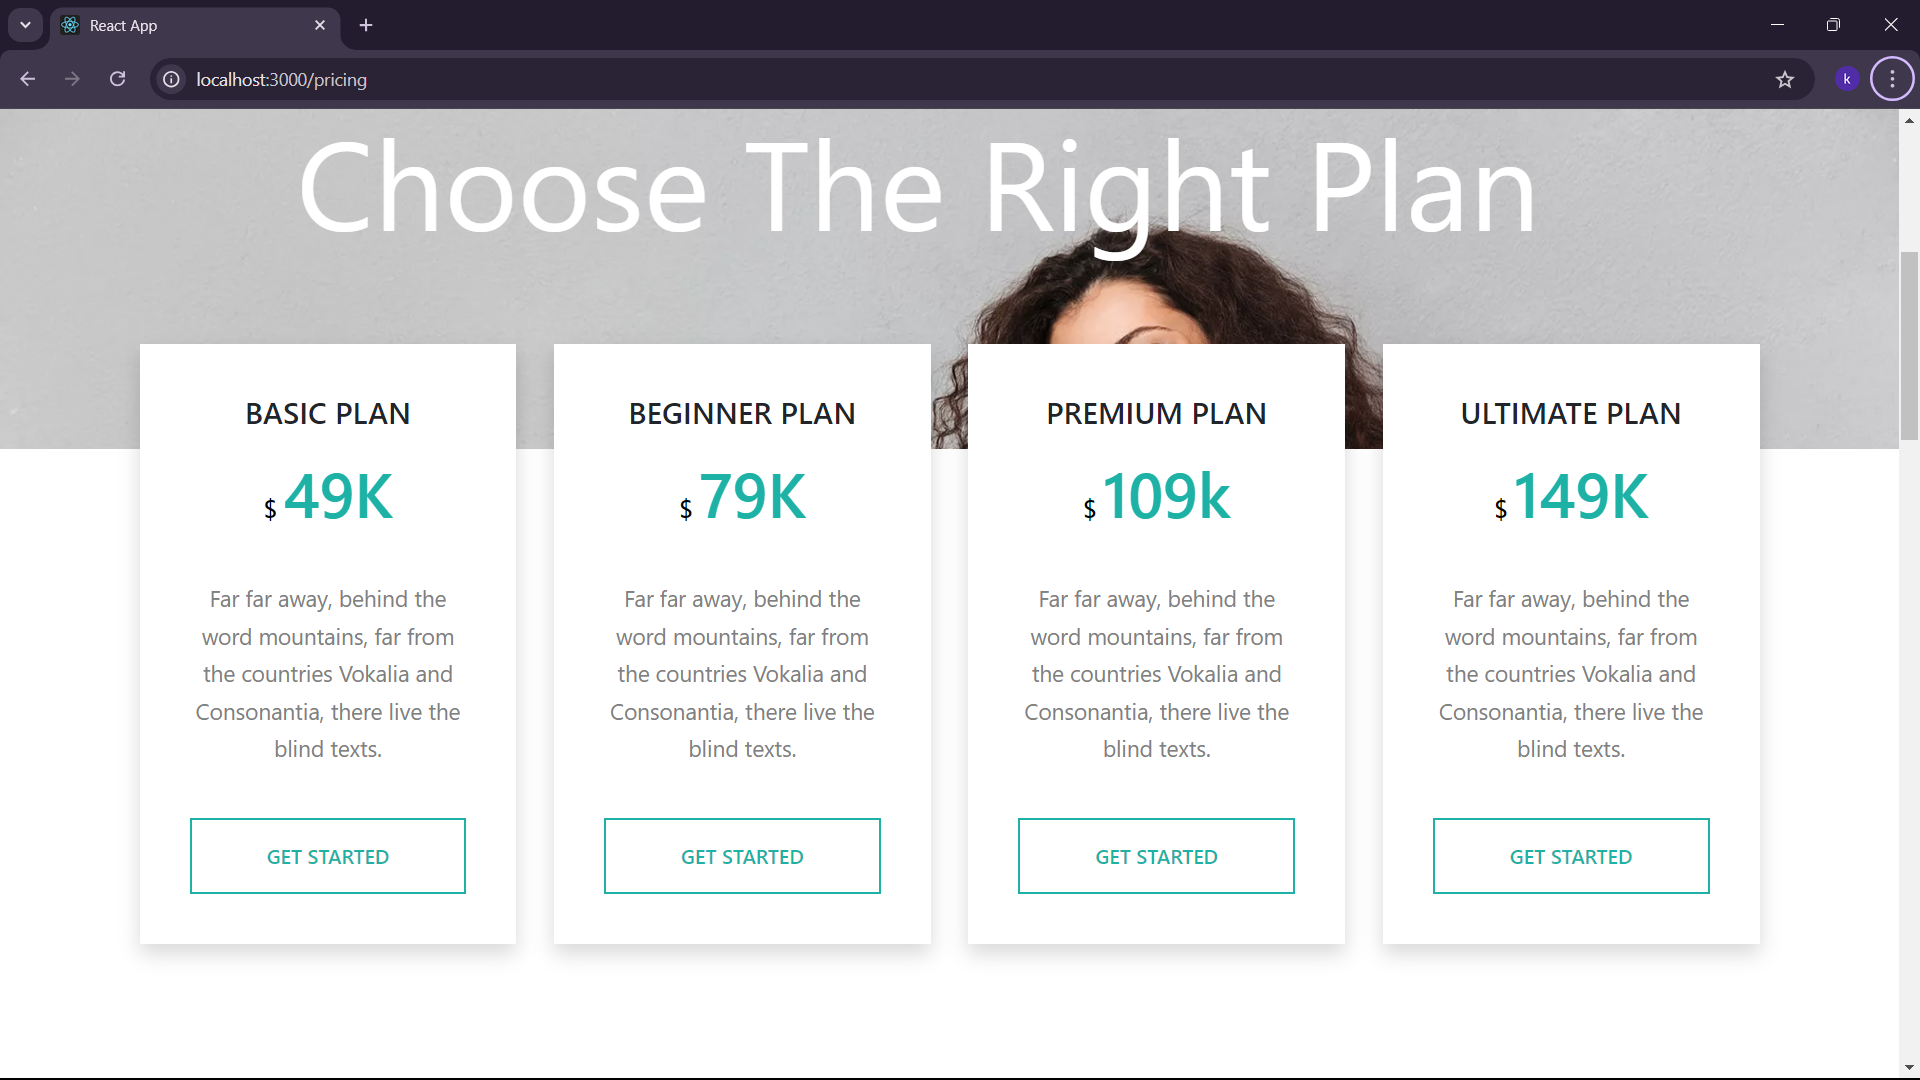 React App
localhost:3000/pricing
k
Choose The Right Plan
BASIC PLAN
$ 49K
Far far away, behind the
word mountains, far from
the countries Vokalia and
Consonantia, there live the
blind texts.
GET STARTED
BEGINNER PLAN
$ 79K
Far far away, behind the
word mountains, far from
the countries Vokalia and
Consonantia, there live the
blind texts.
GET STARTED
PREMIUM PLAN
$ 109k
Far far away, behind the
word mountains, far from
the countries Vokalia and
Consonantia, there live the
blind texts.
GET STARTED
ULTIMATE PLAN
$ 149K
Far far away, behind the
word mountains, far from
the countries Vokalia and
Consonantia, there live the
blind texts.
GET STARTED